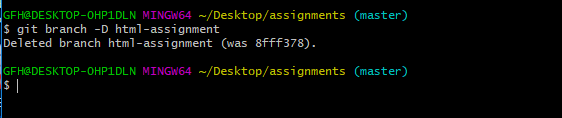 GFH@DESKTOP-OHP1DLN MINGW64 ~/Desktop/assignments (master)
$ git branch -D html-assignment
Deleted branch html-assignment (was 8fff378).
GFH@DESKTOP-OHP1DLN MINGW64 ~/Desktop/assignments (master)
$